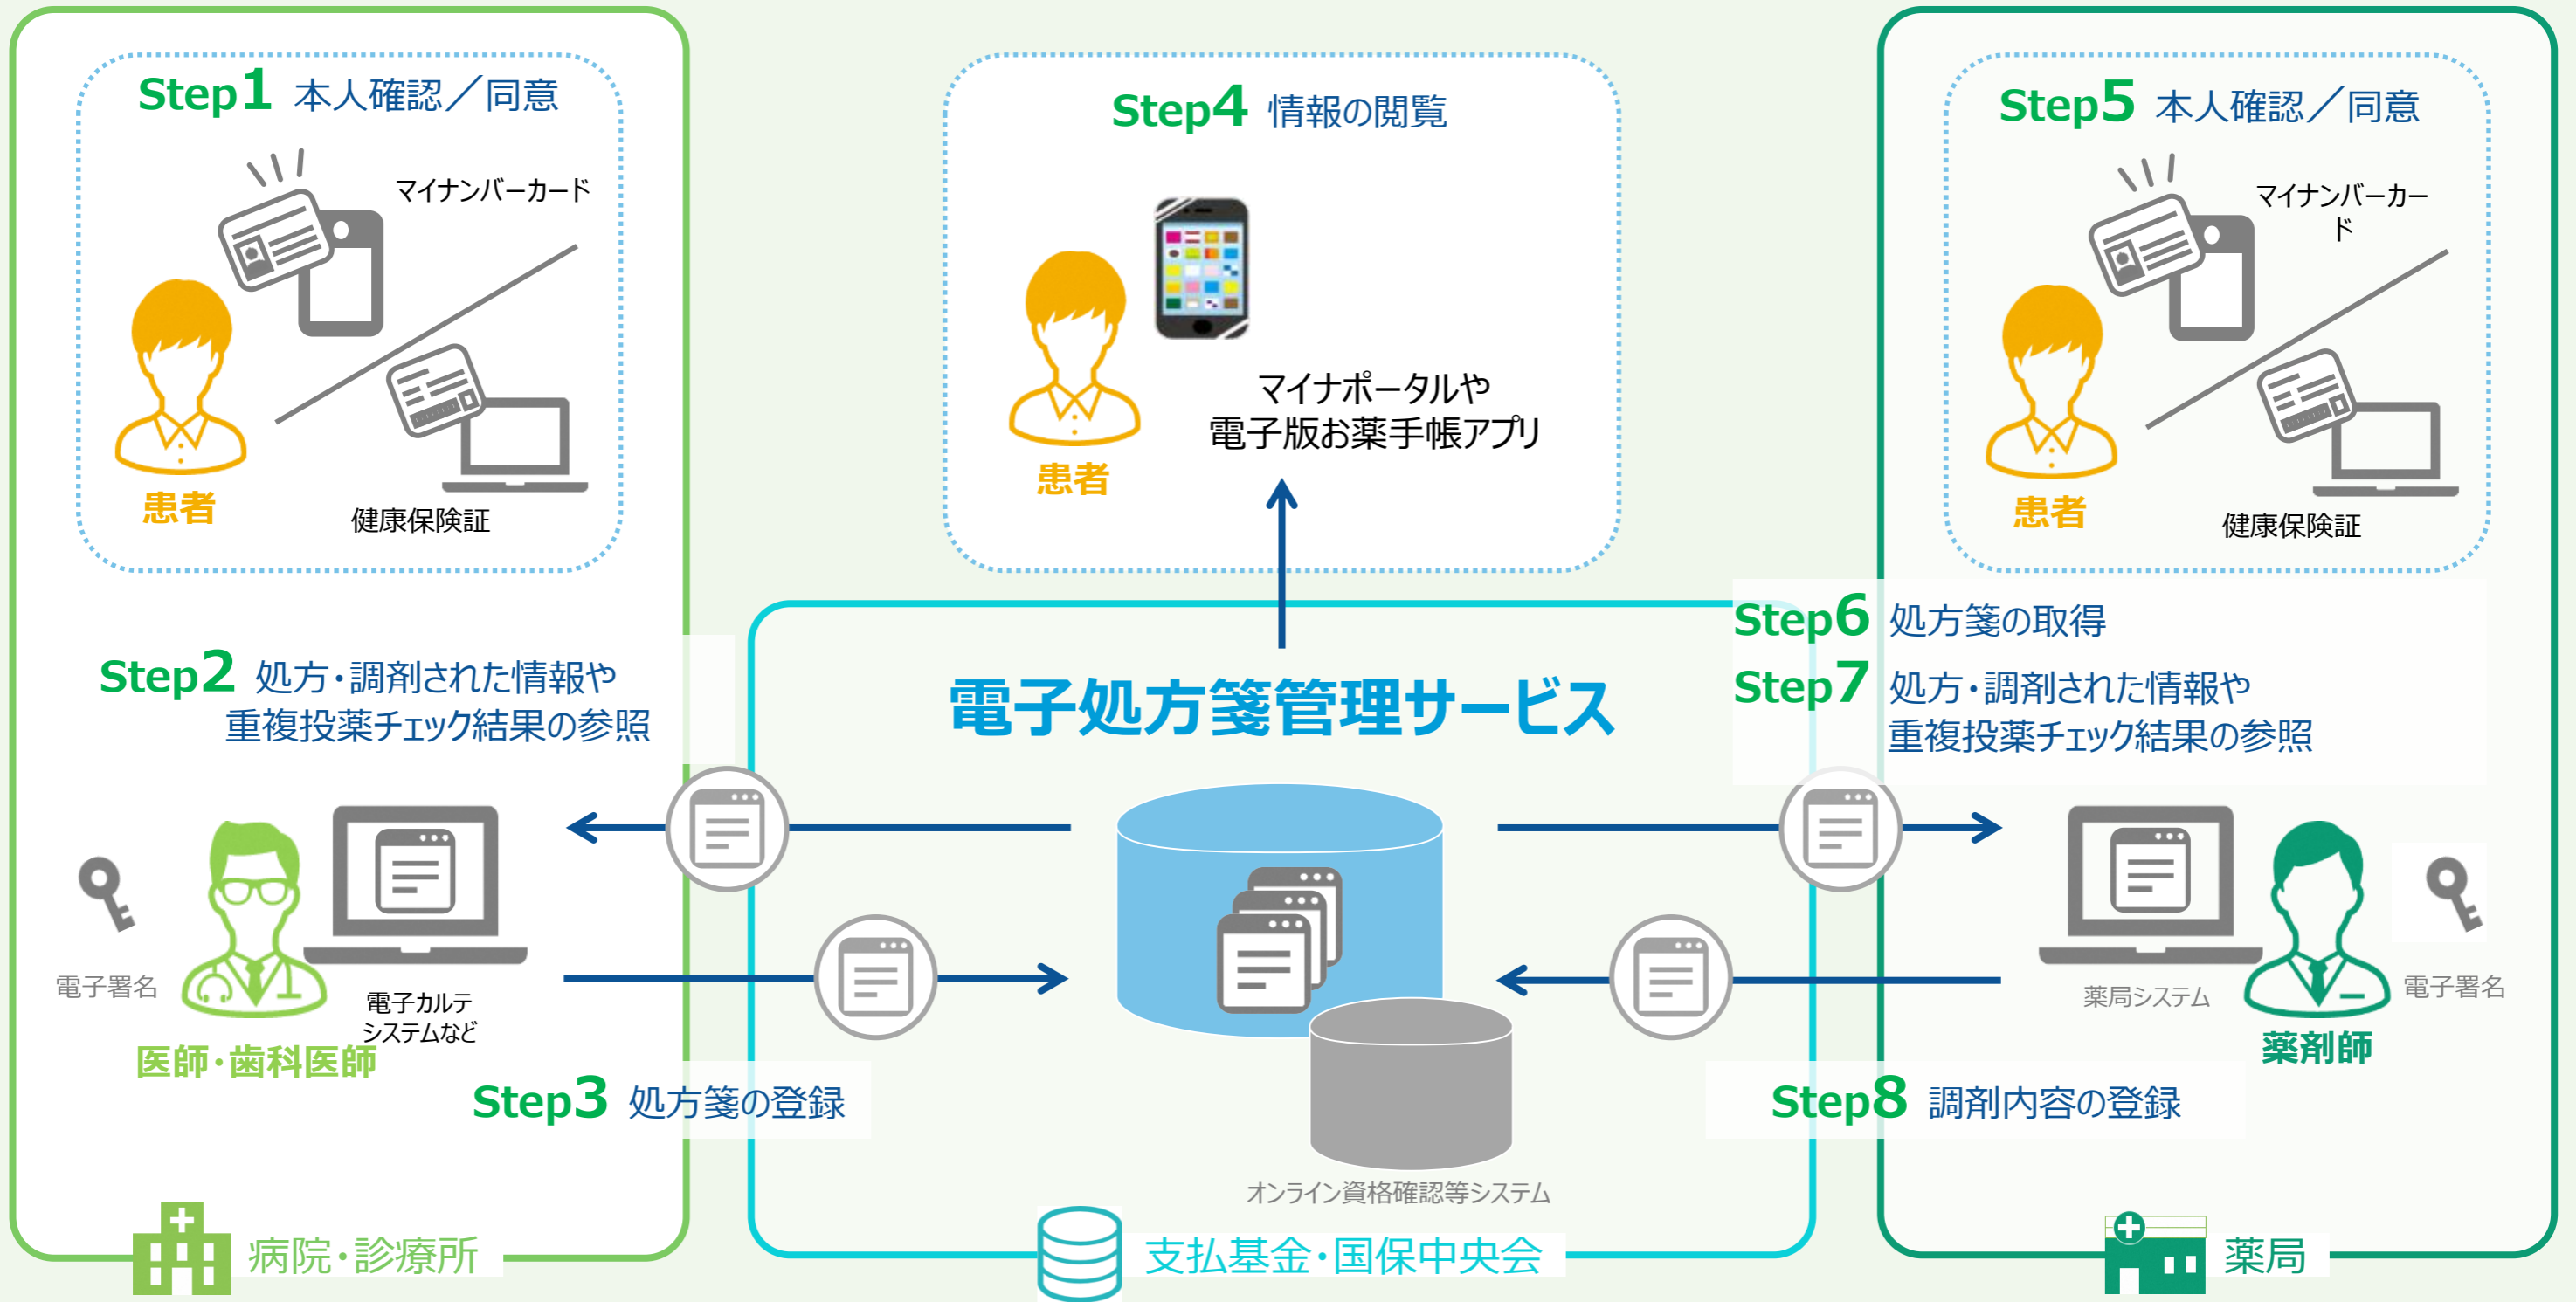 Step1 本人確認／同意
マイナンバーカード
患者
健康保険証
Step2 処方・調剤された情報や
重複投薬チェック結果の参照
電子署名
電子カルテ
システムなど
医師・歯科医師
Step3 処方箋の登録
病院・診療所
Step4 情報の閲覧
マイナポータルや
電子版お薬手帳アプリ
患者
電子処方箋管理サービス
オンライン資格確認等システム
支払基金・国保中央会
Step5 本人確認／同意
マイナンバーカー
ド
患者
健康保険証
Step6 処方箋の取得
Step7 処方・調剤された情報や
重複投薬チェック結果の参照
薬局システム
電子署名
薬剤師
Step8 調剤内容の登録
薬局